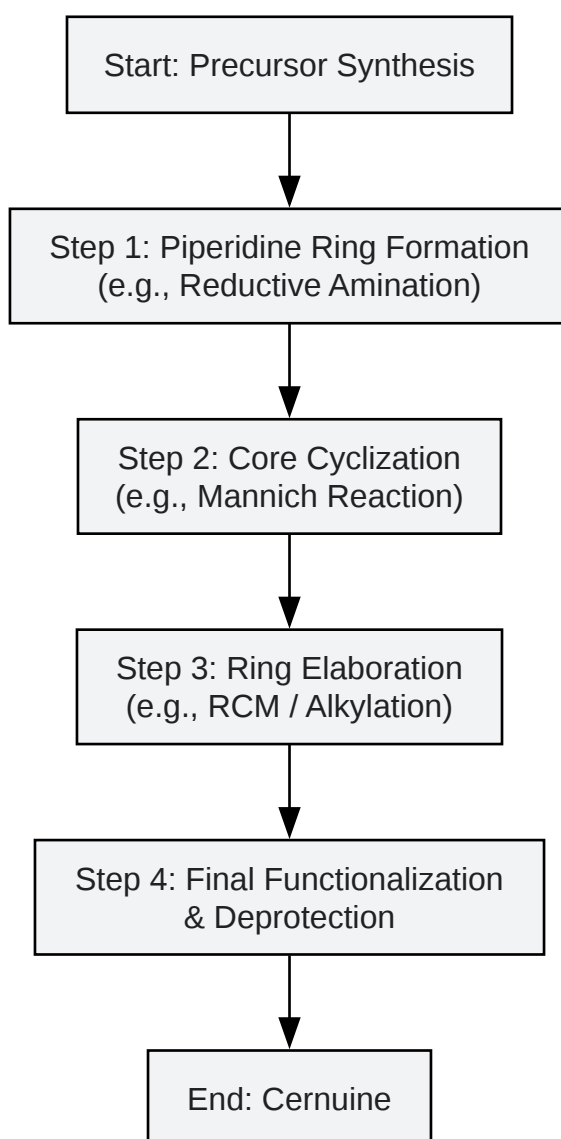 Start: Precursor Synthesis
Step 1: Piperidine Ring Formation
(e.g., Reductive Amination)
Step 2: Core Cyclization
(e.g., Mannich Reaction)
Step 3: Ring Elaboration
(e.g., RCM / Alkylation)
Step 4: Final Functionalization
& Deprotection
End: Cernuine